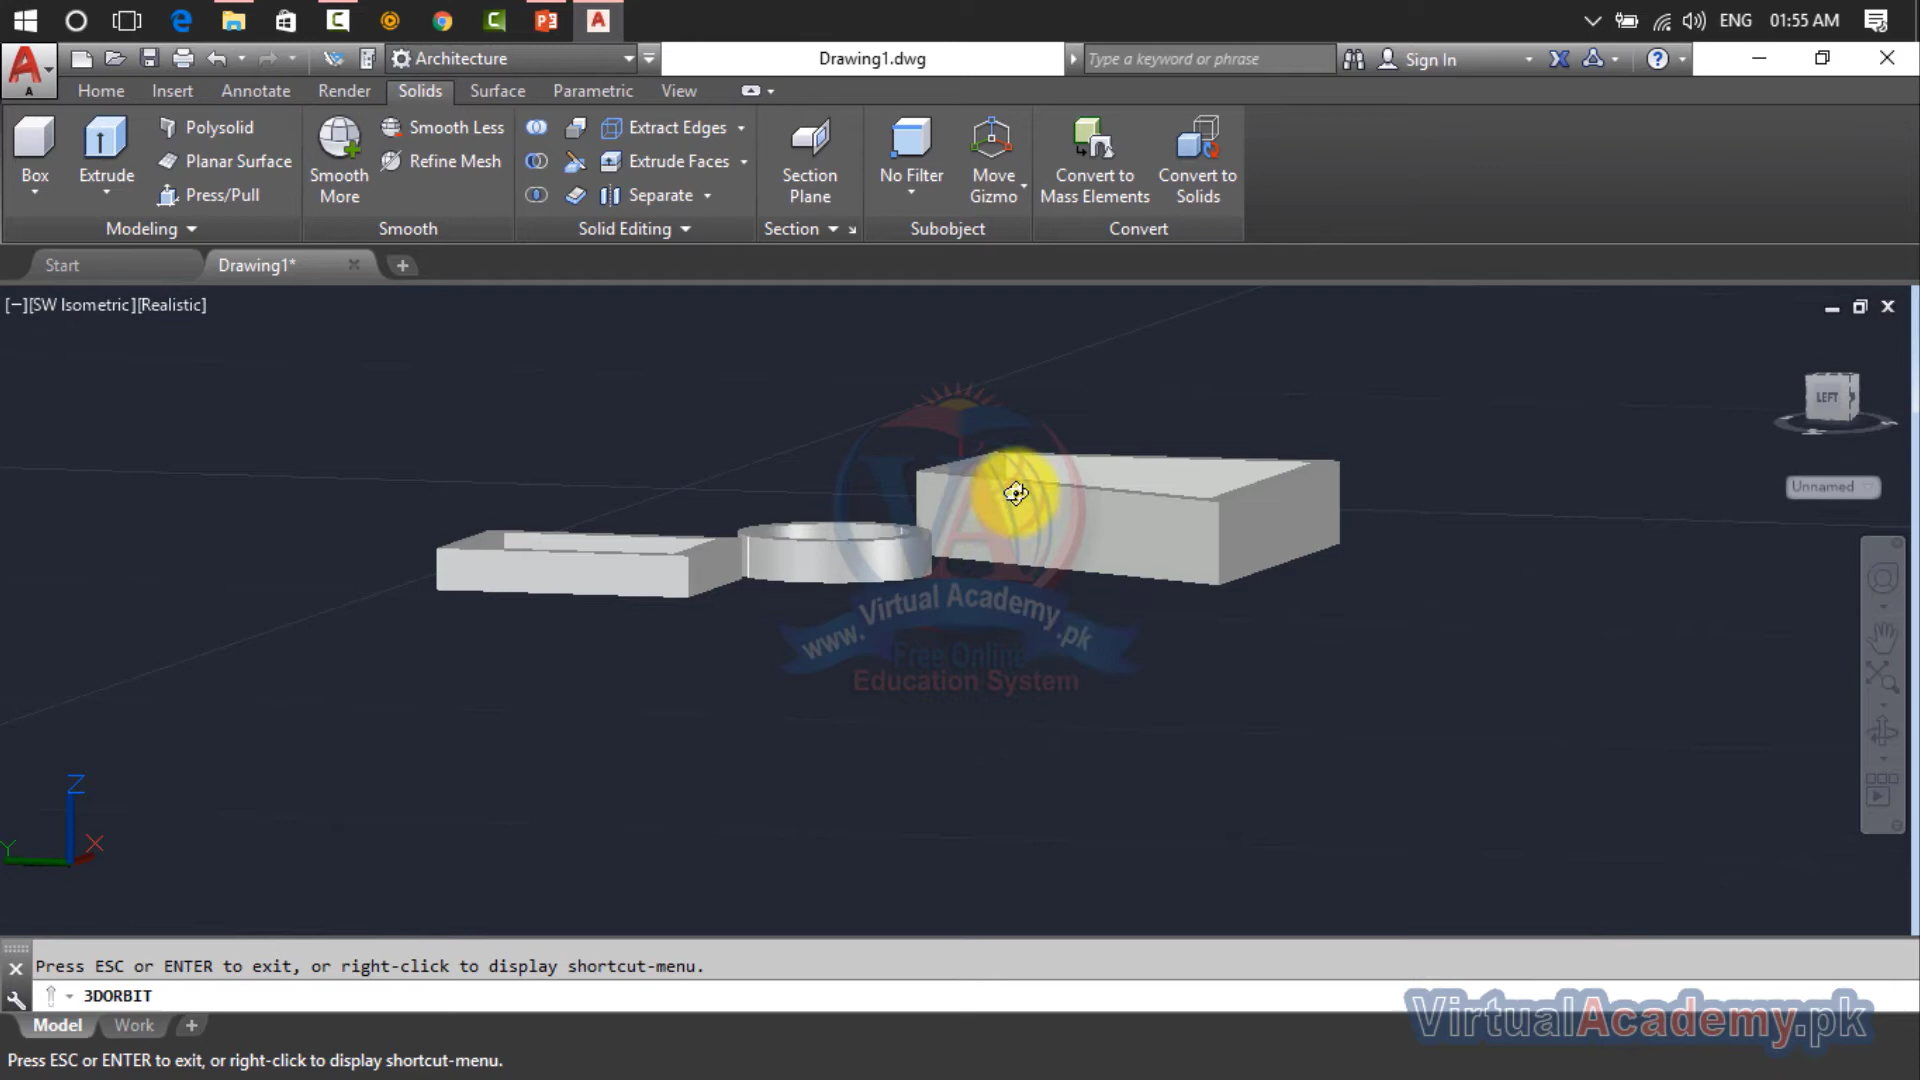 ENG 01:55 AM
Architecture
Drawing1.dwg
Type a keyword or phrase
Sign In
A
Home Insert Annotate Render Solids Surface Parametric View
Box
Extrude
Polysolid
Planar Surface
Press/Pull
Modeling
Smooth More
Smooth Less
Refine Mesh
Smooth
Extract Edges
Extrude Faces
Separate
Solid Editing
Section Plane
Section
No Filter
Move Gizmo
Subobject
Convert to Mass Elements
Convert to Solids
Convert
Start
Drawing1*
[−][SW Isometric][Realistic]
LEFT
Unnamed
VA
www.Virtual Academy.pk
Free Online
Education System
Z
Y
X
Press ESC or ENTER to exit, or right-click to display shortcut-menu.
3DORBIT
Model Work
VirtualAcademy.pk
Press ESC or ENTER to exit, or right-click to display shortcut-menu.